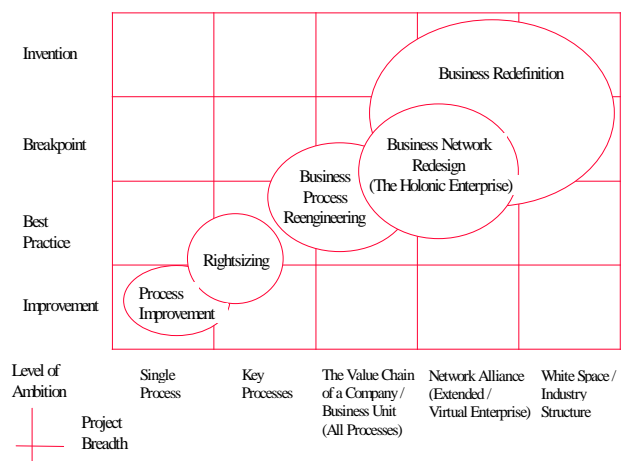 Invention
Business Redefinition
Breakpoint
Business Network
Redesign
(The Holonic Enterprise)
Business
Process
Reengineering
Best
Practice
Rightsizing
Improvement
Process
Improvement
Level of
Ambition
Single
Process
Key
Processes
The Value Chain
of a Company /
Business Unit
(All Processes)
Network Alliance
(Extended /
Virtual Enterprise)
White Space /
Industry
Structure
Project
Breadth